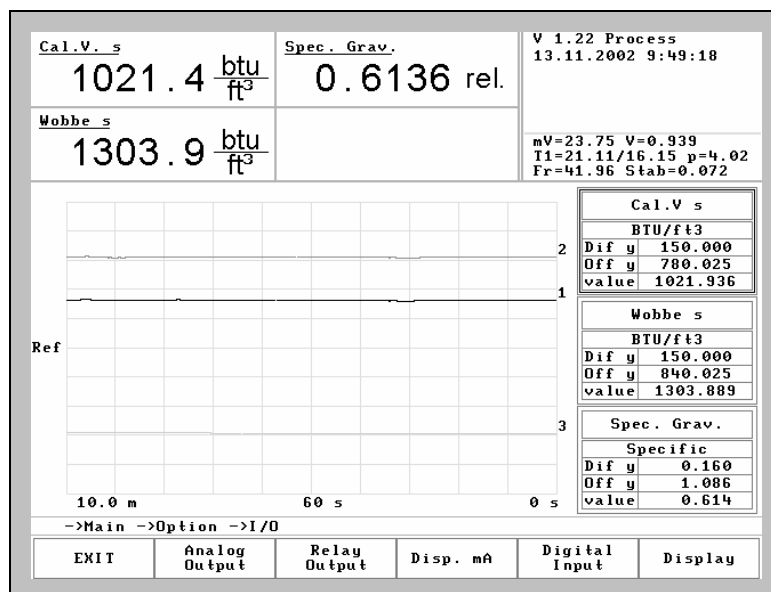 Cal.V. s
1021.4 btu/ft³
Spec. Grav.
0.6136 rel.
Wobbe s
1303.9 btu/ft³
V 1.22 Process
13.11.2002 9:49:18
mV=23.75 V=0.939
T1=21.11/16.15 p=4.02
Fr=41.96 Stab=0.072
Ref
2
1
3
10.0 m 60 s 0 s
Cal.V s
BTU/ft3
Dif y 150.000
Off y 780.025
value 1021.936
Wobbe s
BTU/ft3
Dif y 150.000
Off y 840.025
value 1303.889
Spec. Grav.
Specific
Dif y 0.160
Off y 1.086
value 0.614
->Main ->Option ->I/O
EXIT
Analog
Output
Relay
Output
Disp. mA
Digital
Input
Display